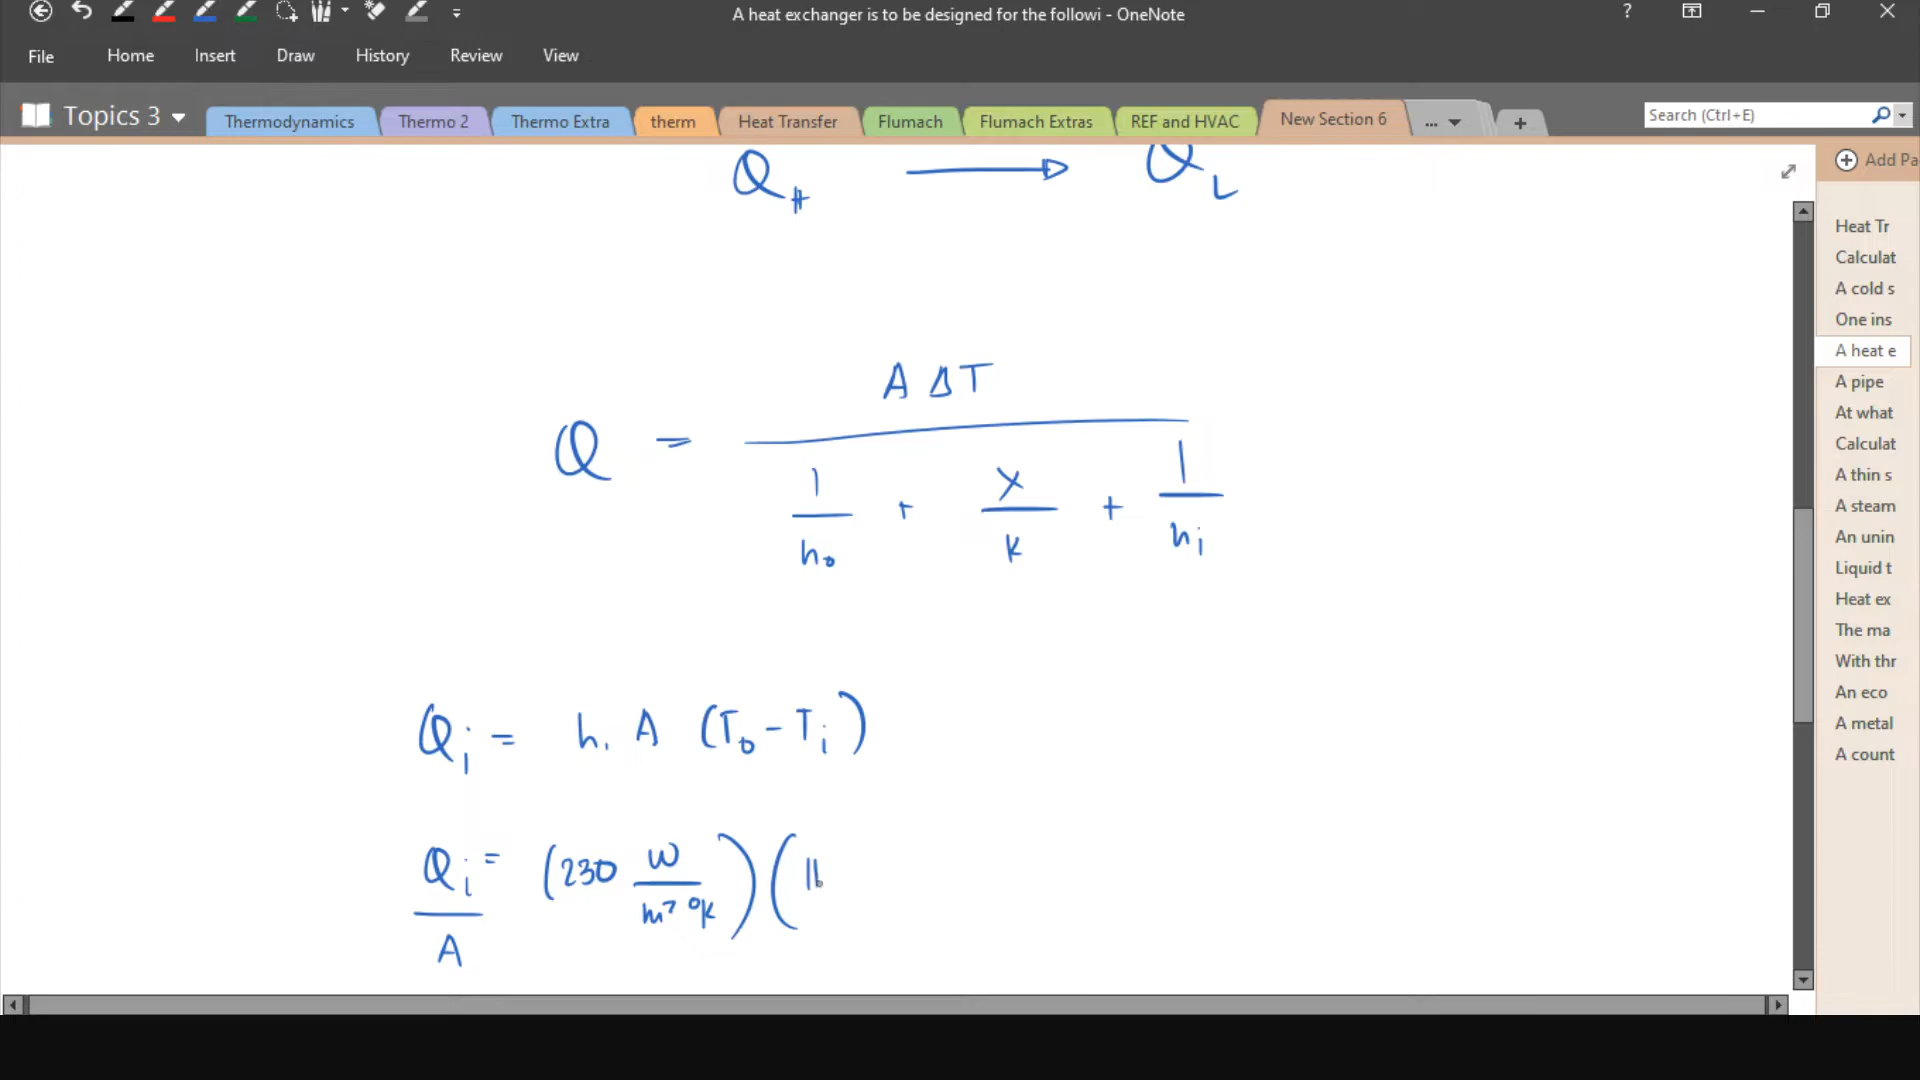 A heat exchanger is to be designed for the followi - OneNote
?
File Home Insert Draw History Review View
Topics 3 Thermodynamics Thermo 2 Thermo Extra therm Heat Transfer Flumach Flumach Extras REF and HVAC New Section 6 ... + Search (Ctrl+E)
Add Pa
Q_H → Q_L
Heat Tr
Calculat
A cold s
One ins
A heat e
A pipe
At what
Calculat
A thin s
A steam
An unin
Liquid t
Heat ex
The ma
With thr
An eco
A metal
A count
A ΔT
Q =
1/h_o + x/k + 1/h_i
Q_i = h_i A (T_o - T_i)
Q_i/A = (230 W/m² °K) (